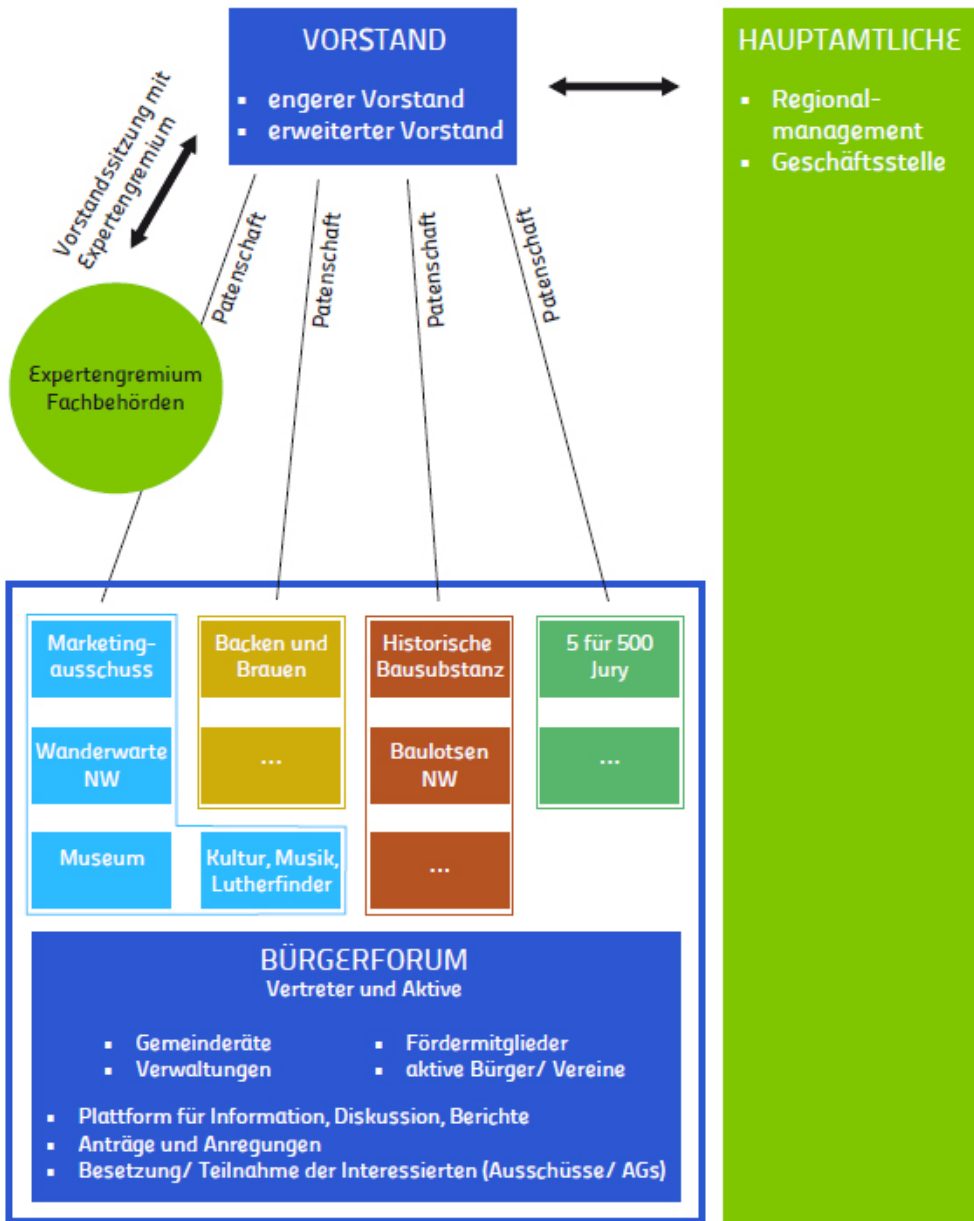 VORSTAND
▪ engerer Vorstand
▪ erweiterter Vorstand
HAUPTAMTLICHE
▪ Regional-
management
▪ Geschäftsstelle
Vorstandssitzung mit
Expertengremium
Patenschaft
Patenschaft
Patenschaft
Patenschaft
Expertengremium
Fachbehörden
Marketing-
ausschuss
Backen und
Brauen
Historische
Bausubstanz
5 für 500
Jury
Wanderwarte
NW
...
Baulotsen
NW
...
Museum
Kultur, Musik,
Lutherfinder
...
BÜRGERFORUM
Vertreter und Aktive
▪ Gemeinderäte
▪ Verwaltungen
▪ Fördermitglieder
▪ aktive Bürger/ Vereine
▪ Plattform für Information, Diskussion, Berichte
▪ Anträge und Anregungen
▪ Besetzung/ Teilnahme der Interessierten (Ausschüsse/ AGs)